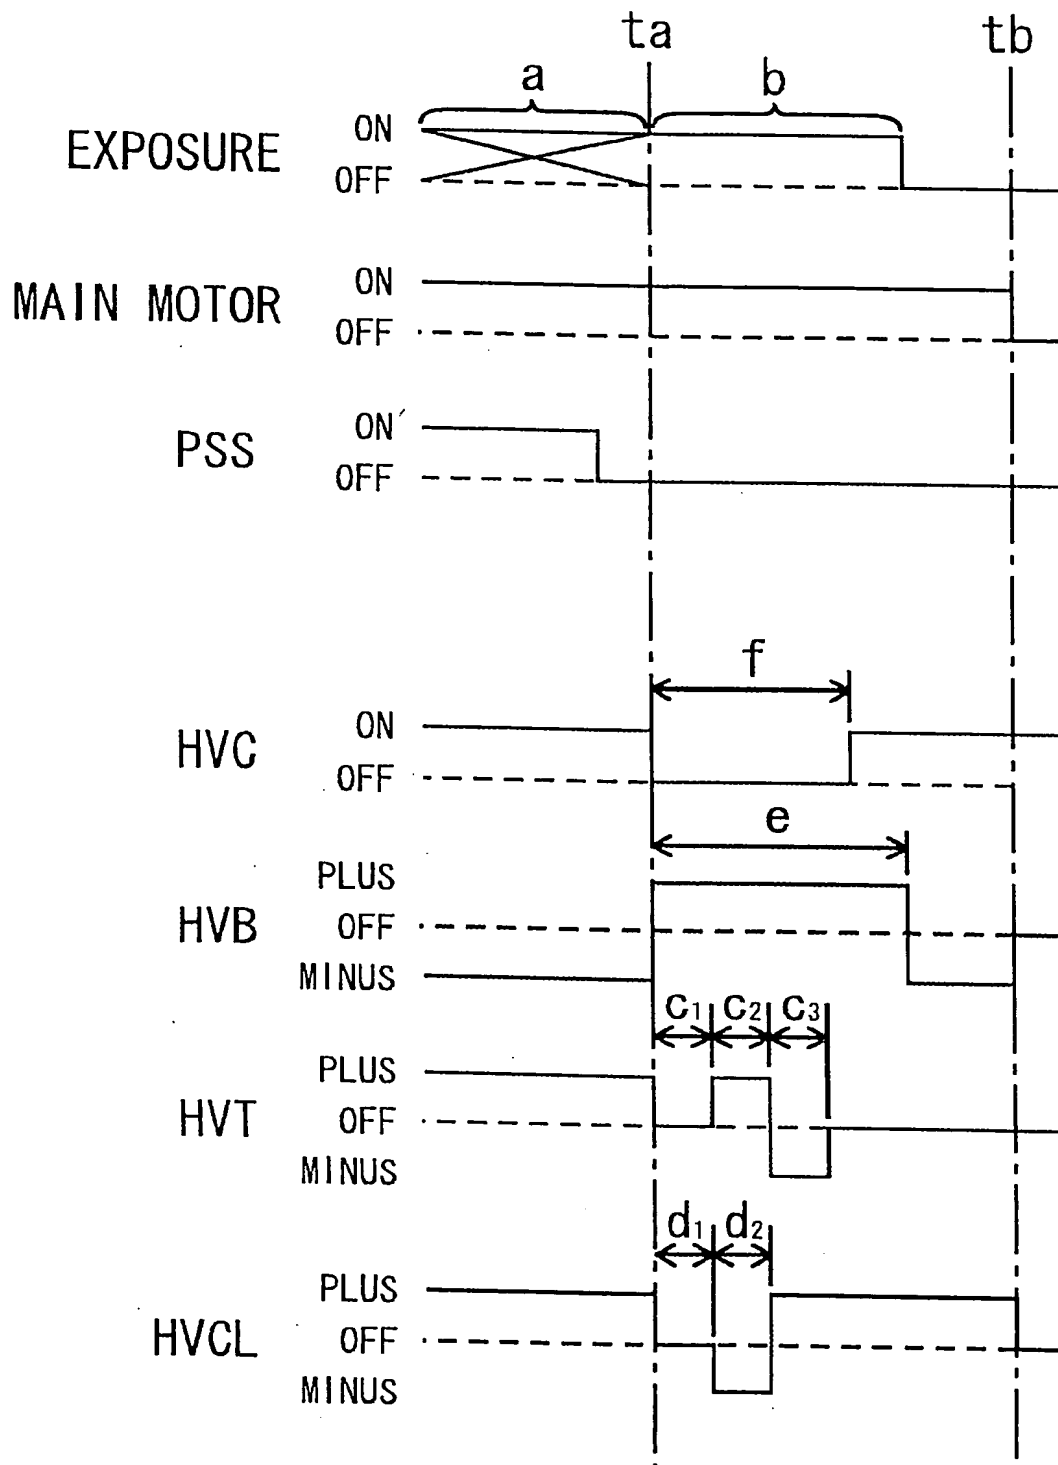 ta tb
a b
EXPOSURE ON
OFF
MAIN MOTOR ON
OFF
PSS ON
OFF
f
HVC ON
OFF
e
HVB PLUS
OFF
MINUS
c1 c2 c3
HVT PLUS
OFF
MINUS
d1 d2
HVCL PLUS
OFF
MINUS